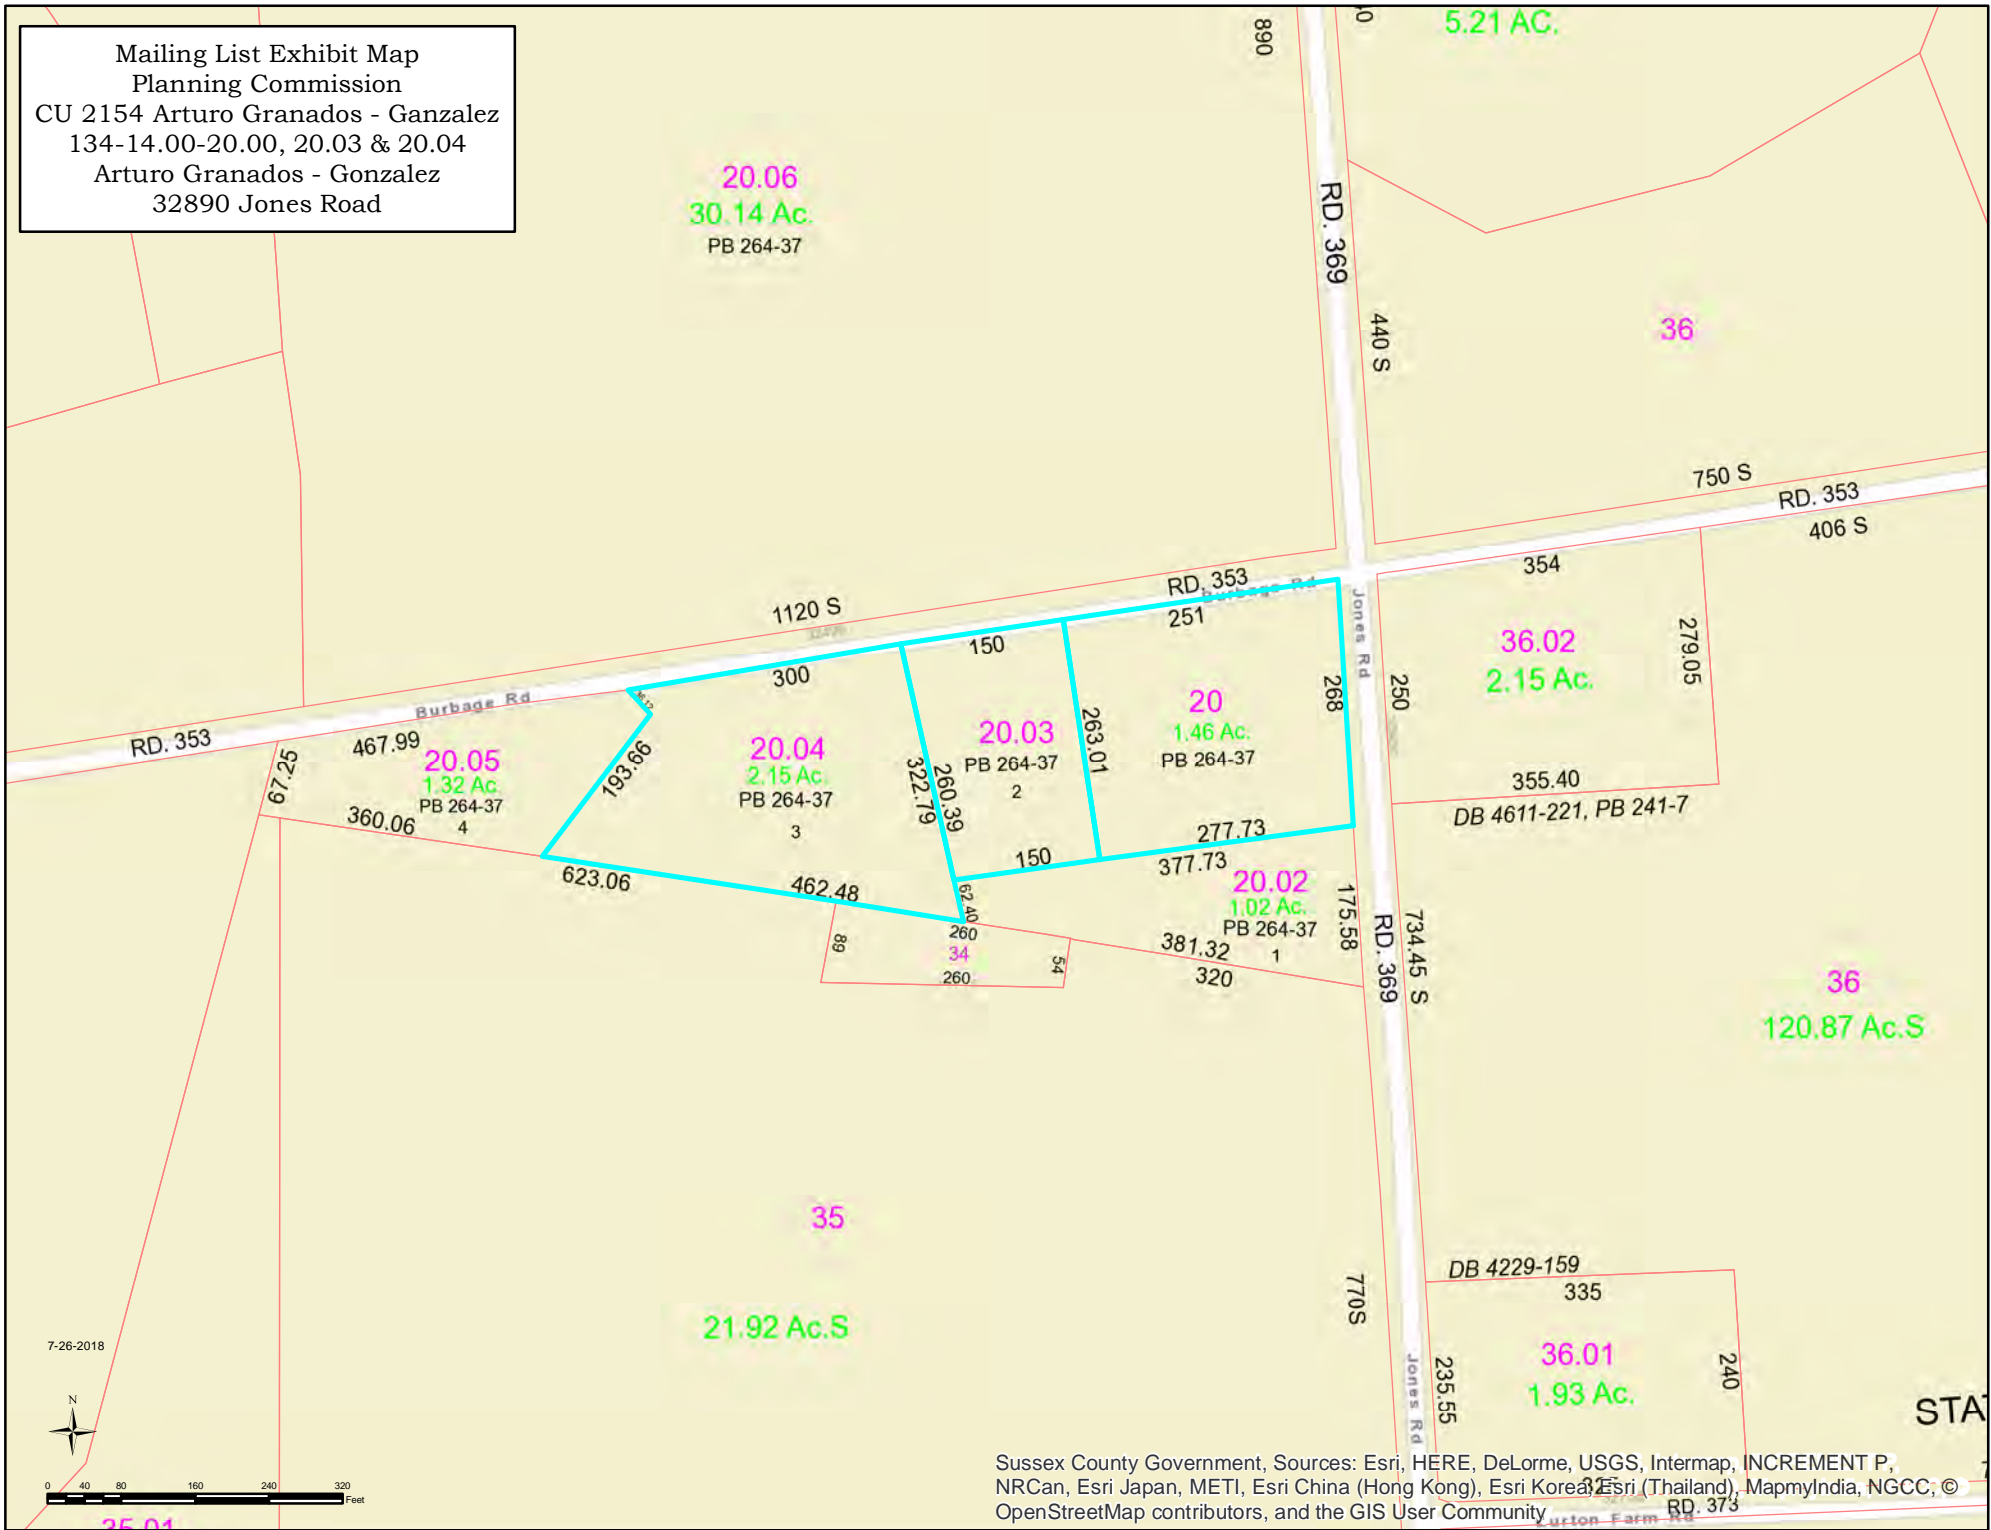 Mailing List Exhibit Map
Planning Commission
CU 2154 Arturo Granados - Ganzalez
134-14.00-20.00, 20.03 & 20.04
Arturo Granados - Gonzalez
32890 Jones Road
890
5.21 AC.
20.06
30.14 Ac.
PB 264-37
RD. 369
440 S
36
750 S
RD. 353
406 S
354
1120 S
RD. 353
Burbage Rd
251
150
300
Jones Rd
36.02
2.15 Ac.
279.05
250
268
355.40
DB 4611-221, PB 241-7
Burbage Rd
RD. 353
467.99
67.25
20.05
1.32 Ac.
PB 264-37
4
360.06
193.66
20.04
2.15 Ac.
PB 264-37
3
322.79
260.39
20.03
PB 264-37
2
263.01
20
1.46 Ac.
PB 264-37
277.73
150
377.73
623.06
462.48
62.40
20.02
1.02 Ac.
PB 264-37
1
175.58
RD. 369
734.45 S
381.32
320
260
34
260
89
54
36
120.87 Ac.S
35
21.92 Ac.S
770S
DB 4229-159
335
36.01
1.93 Ac.
240
235.55
Jones Rd
7-26-2018
N
0 40 80 160 240 320
Feet
35.01
Sussex County Government, Sources: Esri, HERE, DeLorme, USGS, Intermap, INCREMENT P,
NRCan, Esri Japan, METI, Esri China (Hong Kong), Esri Korea, Esri (Thailand), MapmyIndia, NGCC, ©
OpenStreetMap contributors, and the GIS User Community
RD. 373
Lurton Farm Rd